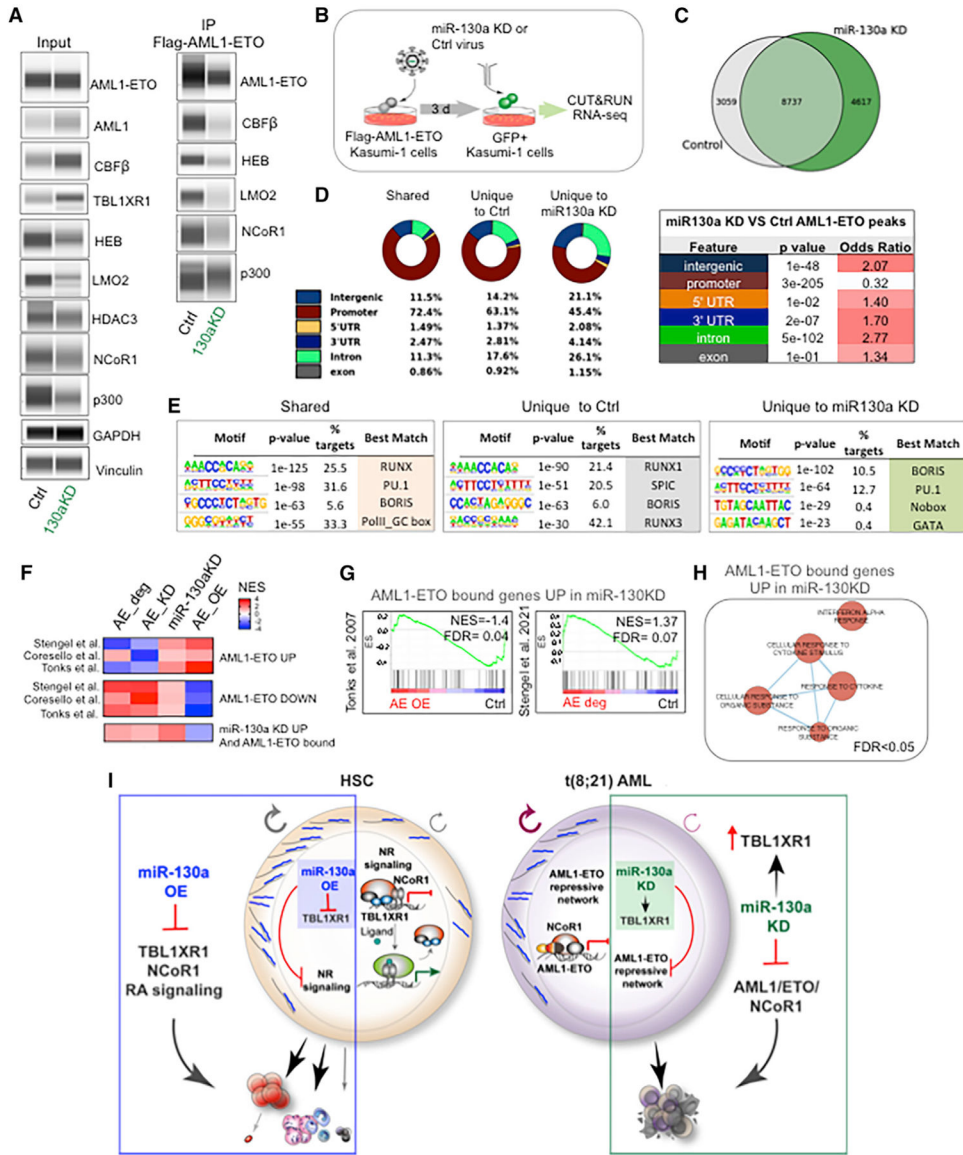 A
Input
AML1-ETO
AML1
CBFβ
TBL1XR1
HEB
LMO2
HDAC3
NCoR1
p300
GAPDH
Vinculin
Ctrl
130aKD
IP
Flag-AML1-ETO
AML1-ETO
CBFβ
HEB
LMO2
NCoR1
p300
Ctrl
130aKD
B
miR-130a KD or
Ctrl virus
3 d
CUT&RUN
RNA-seq
Flag-AML1-ETO
Kasumi-1 cells
GFP+
Kasumi-1 cells
C
miR-130a KD
3059
8737
4617
Control
D
Shared
Unique
to Ctrl
Unique to
miR130a KD
Intergenic 11.5% 14.2% 21.1%
Promoter 72.4% 63.1% 45.4%
5'UTR 1.49% 1.37% 2.08%
3'UTR 2.47% 2.81% 4.14%
Intron 11.3% 17.6% 26.1%
exon 0.86% 0.92% 1.15%
miR130a KD VS Ctrl AML1-ETO peaks
Feature p value Odds Ratio
intergenic 1e-48 2.07
promoter 3e-205 0.32
5' UTR 1e-02 1.40
3' UTR 2e-07 1.70
intron 5e-102 2.77
exon 1e-01 1.34
E
Shared
Motif p-value % targets Best Match
AAACCACAGA 1e-125 25.5 RUNX
ACTTCCTCTTTT 1e-98 31.6 PU.1
1e-63 5.6 BORIS
1e-55 33.3 PolII_GC box
Unique to Ctrl
Motif p-value % targets Best Match
1e-90 21.4 RUNX1
1e-51 20.5 SPIC
CCACTAGAGGGC 1e-63 6.0 BORIS
1e-30 42.1 RUNX3
Unique to miR130a KD
Motif p-value % targets Best Match
1e-102 10.5 BORIS
1e-64 12.7 PU.1
TGTAGCAATTAC 1e-29 0.4 Nobox
GAGATACAAGCT 1e-23 0.4 GATA
F
AE_deg
AE_KD
miR-130aKD
AE_OE
NES
Stengel et al.
Coresello et al.
Tonks et al.
AML1-ETO UP
Stengel et al.
Coresello et al.
Tonks et al.
AML1-ETO DOWN
miR-130a KD UP
And AML1-ETO bound
G
AML1-ETO bound genes UP in miR-130KD
Tonks et al. 2007
ES
NES=-1.4
FDR= 0.04
AE OE
Ctrl
Stengel et al. 2021
ES
NES=1.37
FDR= 0.07
AE deg
Ctrl
H
AML1-ETO bound genes
UP in miR-130KD
INTERFERON ALPHA
RESPONSE
CELLULAR RESPONSE TO
CYTOKINE STIMULUS
RESPONSE TO CYTOKINE
CELLULAR RESPONSE TO
ORGANIC SUBSTANCE
RESPONSE TO ORGANIC
SUBSTANCE
FDR<0.05
I
HSC
miR-130a
OE
TBL1XR1
NCoR1
RA signaling
miR-130a
OE
TBL1XR1
NR
signaling
NR
signaling
NCoR1
TBL1XR1
Ligand
t(8;21) AML
AML1-ETO
repressive
network
NCoR1
AML1-ETO
miR-130a
KD
TBL1XR1
AML1-ETO
repressive
network
TBL1XR1
miR-130a
KD
AML1/ETO/
NCoR1